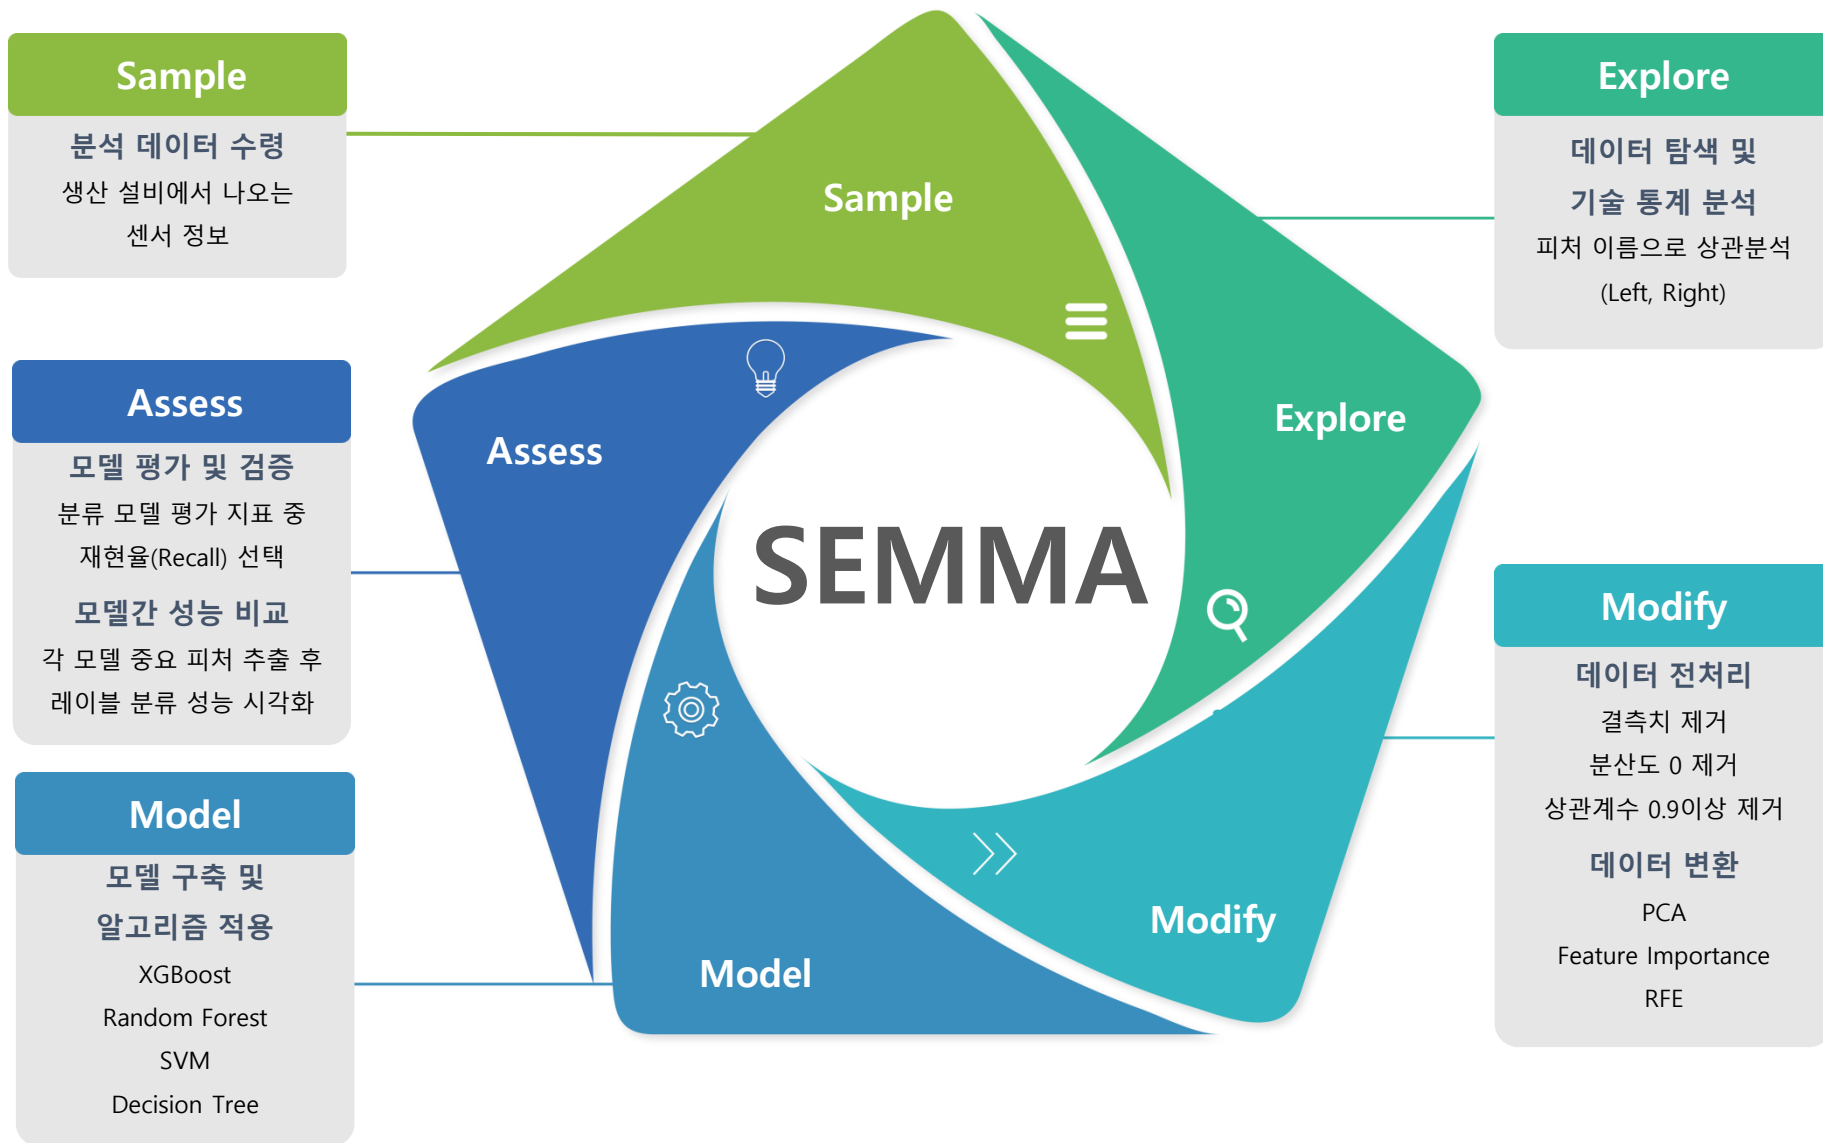 Sample
분석 데이터 수령
생산 설비에서 나오는
센서 정보
Explore
데이터 탐색 및
기술 통계 분석
피처 이름으로 상관분석
(Left, Right)
Assess
모델 평가 및 검증
분류 모델 평가 지표 중
재현율(Recall) 선택
모델간 성능 비교
각 모델 중요 피처 추출 후
레이블 분류 성능 시각화
Modify
데이터 전처리
결측치 제거
분산도 0 제거
상관계수 0.9이상 제거
데이터 변환
PCA
Feature Importance
RFE
Model
모델 구축 및
알고리즘 적용
XGBoost
Random Forest
SVM
Decision Tree
Sample
Explore
Assess
SEMMA
Modify
Model